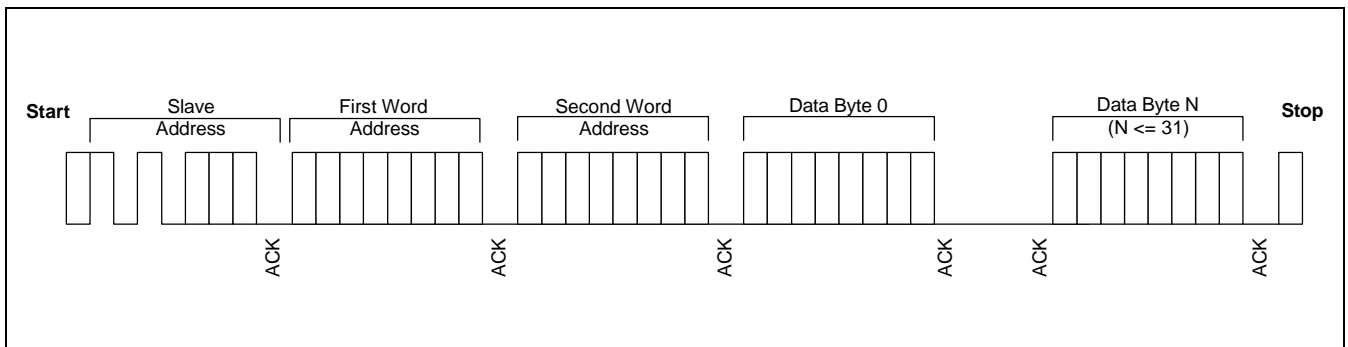 Start
Slave
Address
First Word
Address
Second Word
Address
Data Byte 0
Data Byte N
(N <= 31)
Stop
ACK
ACK
ACK
ACK
ACK
ACK